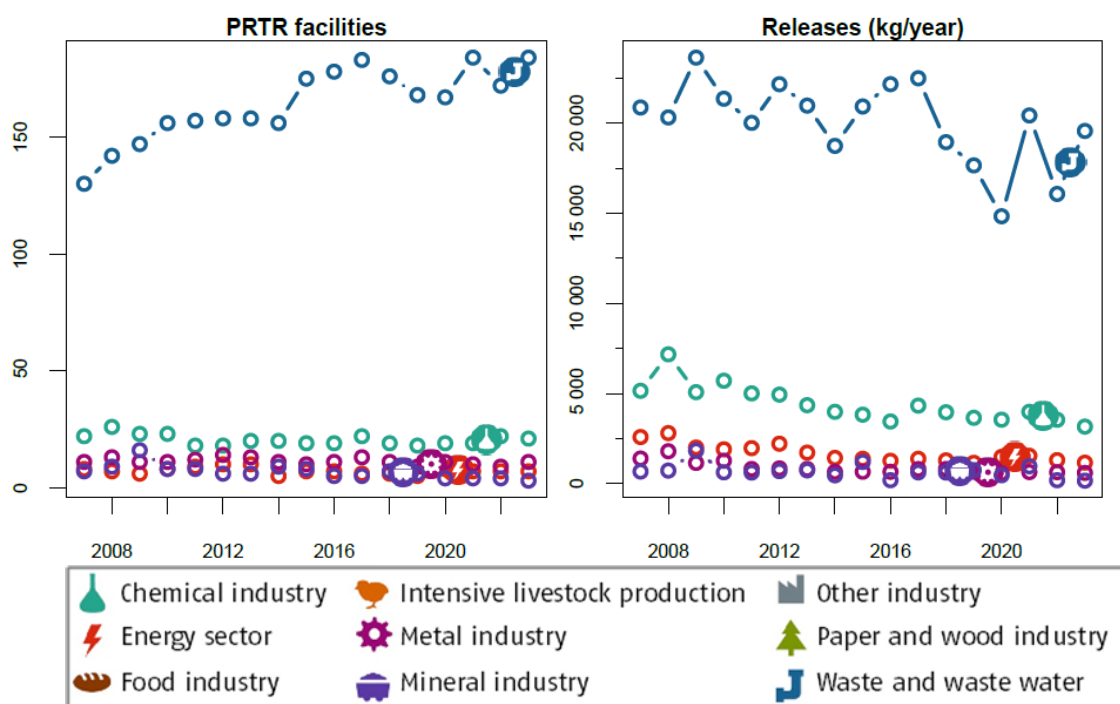 PRTR facilities
Releases (kg/year)
150
100
50
0
20 000
15 000
10 000
5 000
0
2008 2012 2016 2020
2008 2012 2016 2020
Chemical industry Intensive livestock production Other industry
Energy sector Metal industry Paper and wood industry
Food industry Mineral industry Waste and waste water